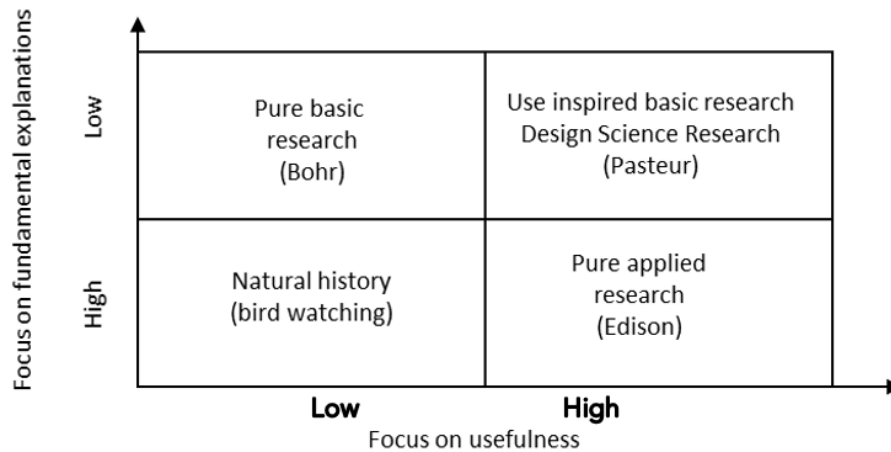 Focus on fundamental explanations
Low
High
Pure basic
research
(Bohr)
Use inspired basic research
Design Science Research
(Pasteur)
Natural history
(bird watching)
Pure applied
research
(Edison)
Low
High
Focus on usefulness